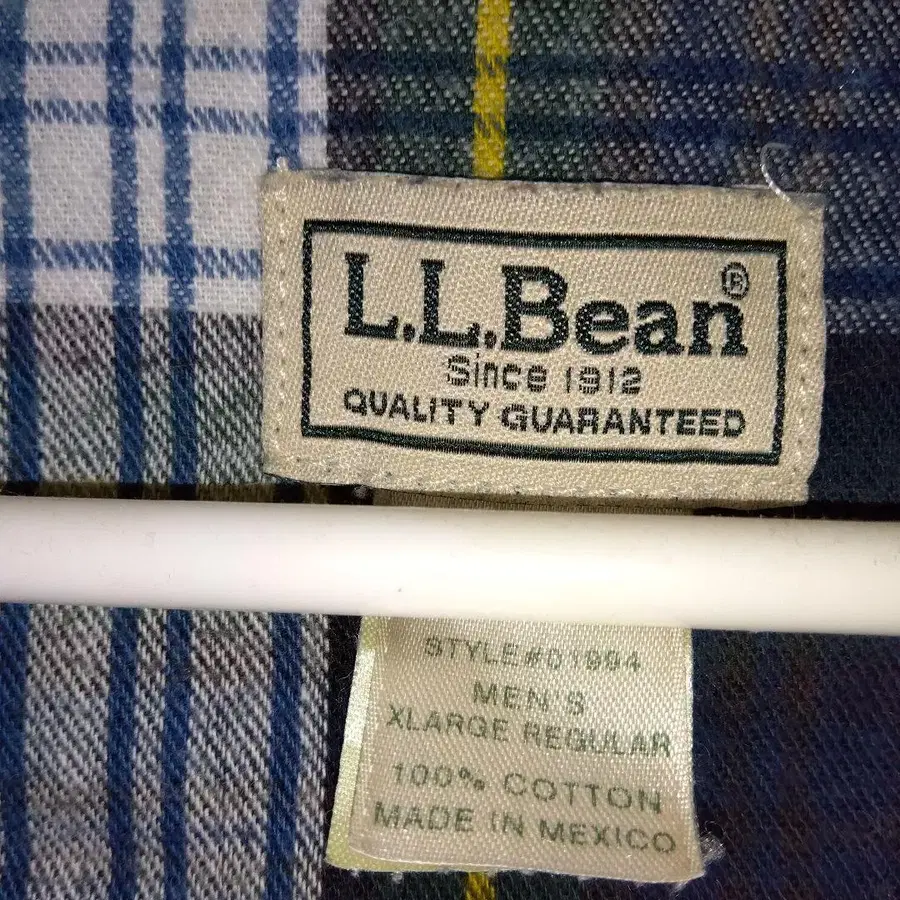 L.L.Bean®
Since 1912
QUALITY GUARANTEED
STYLE#01994
MEN'S
XLARGE REGULAR
100% COTTON
MADE IN MEXICO